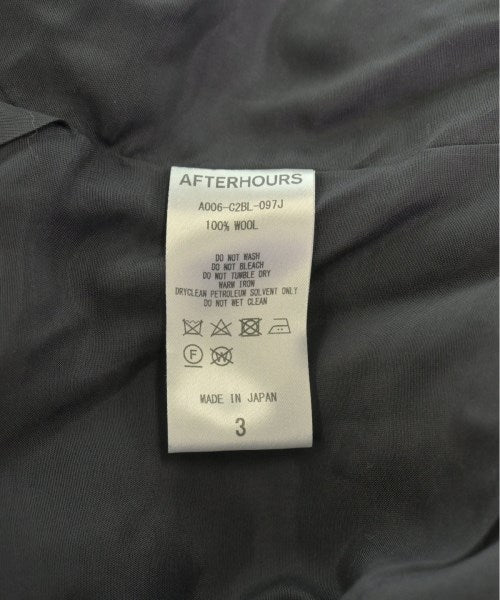 AFTERHOURS
A006-C2BL-097J
100% WOOL
DO NOT WASH
DO NOT BLEACH
DO NOT TUMBLE DRY
WARM IRON
DRYCLEAN PETROLEUM SOLVENT ONLY
DO NOT WET CLEAN
F W
MADE IN JAPAN
3